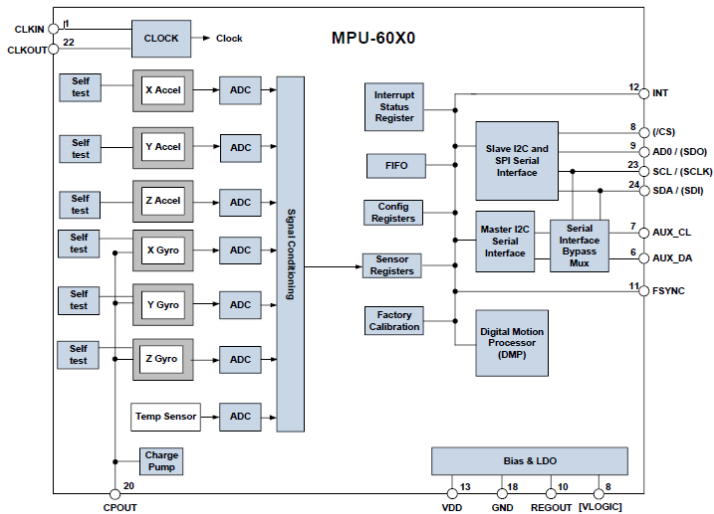 MPU-60X0
CLKIN
1
CLKOUT
22
CLOCK
Clock
Self
test
X Accel
ADC
Self
test
Y Accel
ADC
Self
test
Z Accel
ADC
Self
test
X Gyro
ADC
Self
test
Y Gyro
ADC
Self
test
Z Gyro
ADC
Temp Sensor
ADC
Signal Conditioning
Charge
Pump
20
CPOUT
Interrupt
Status
Register
FIFO
Config
Registers
Sensor
Registers
Factory
Calibration
Slave I2C and
SPI Serial
Interface
Master I2C
Serial
Interface
Serial
Interface
Bypass
Mux
Digital Motion
Processor
(DMP)
12
INT
8
(/CS)
9
AD0 / (SDO)
23
SCL / (SCLK)
24
SDA / (SDI)
7
AUX_CL
6
AUX_DA
11
FSYNC
Bias & LDO
13
18
10
8
VDD
GND
REGOUT
[VLOGIC]